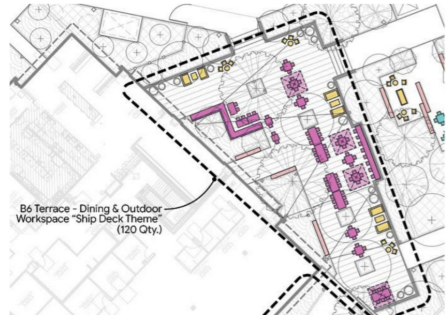 B6 Terrace - Dining & Outdoor
Workspace "Ship Deck Theme"
(120 Qty.)